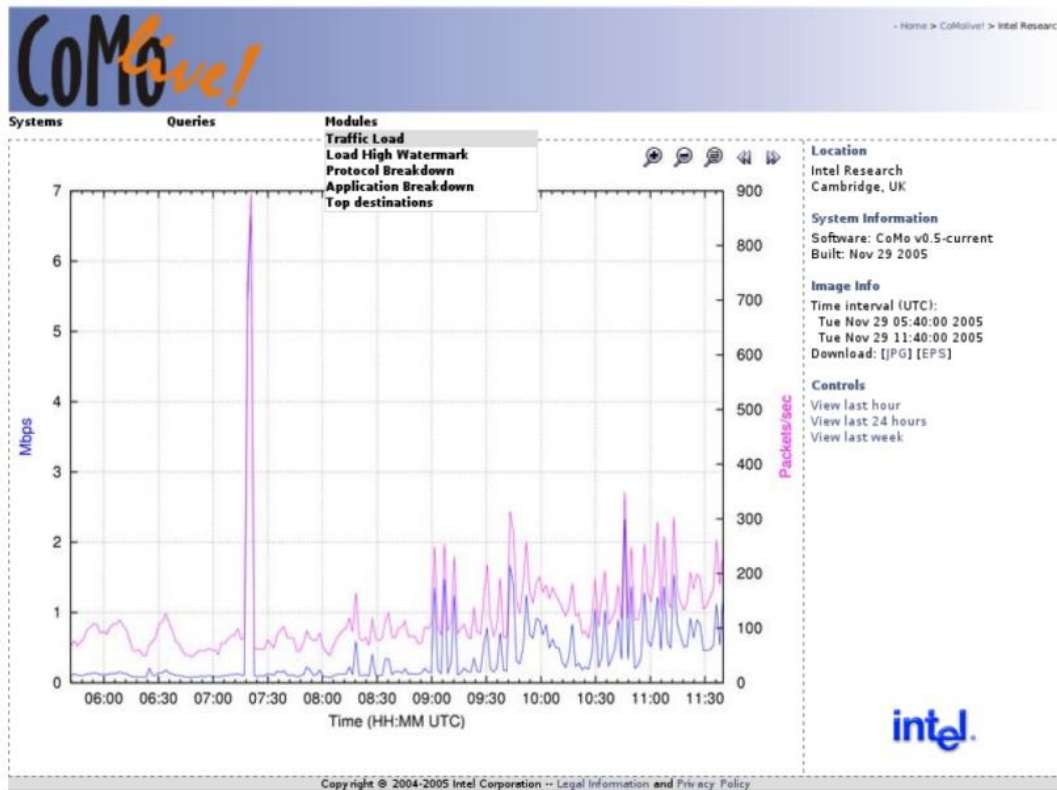 CoMolive!
- Home > CoMolive! > Intel Researc
Systems Queries Modules
Traffic Load
Load High Watermark
Protocol Breakdown
Application Breakdown
Top destinations
7
6
5
4
3
2
1
0
Mbps
900
800
700
600
500
400
300
200
100
0
Packets/sec
06:00 06:30 07:00 07:30 08:00 08:30 09:00 09:30 10:00 10:30 11:00 11:30
Time (HH:MM UTC)
Location
Intel Research
Cambridge, UK
System Information
Software: CoMo v0.5-current
Built: Nov 29 2005
Image Info
Time interval (UTC):
Tue Nov 29 05:40:00 2005
Tue Nov 29 11:40:00 2005
Download: [JPG] [EPS]
Controls
View last hour
View last 24 hours
View last week
intel.
Copyright © 2004-2005 Intel Corporation -- Legal Information and Privacy Policy